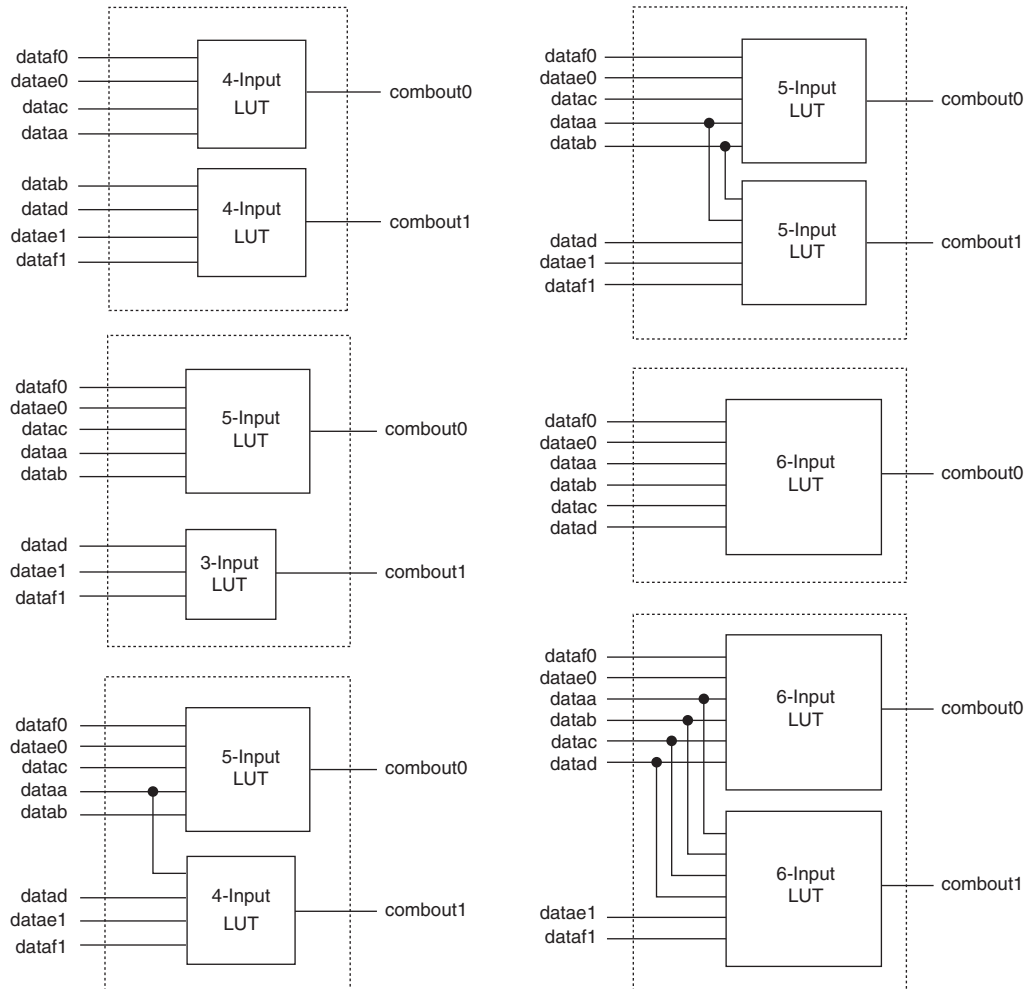 dataf0
datae0
datac
dataa
4-Input
LUT
combout0
datab
datad
datae1
dataf1
4-Input
LUT
combout1
dataf0
datae0
datac
dataa
datab
5-Input
LUT
combout0
datad
datae1
dataf1
3-Input
LUT
combout1
dataf0
datae0
datac
dataa
datab
5-Input
LUT
combout0
datad
datae1
dataf1
4-Input
LUT
combout1
dataf0
datae0
datac
dataa
datab
5-Input
LUT
combout0
datad
datae1
dataf1
5-Input
LUT
combout1
dataf0
datae0
dataa
datab
datac
datad
6-Input
LUT
combout0
dataf0
datae0
dataa
datab
datac
datad
6-Input
LUT
combout0
datae1
dataf1
6-Input
LUT
combout1